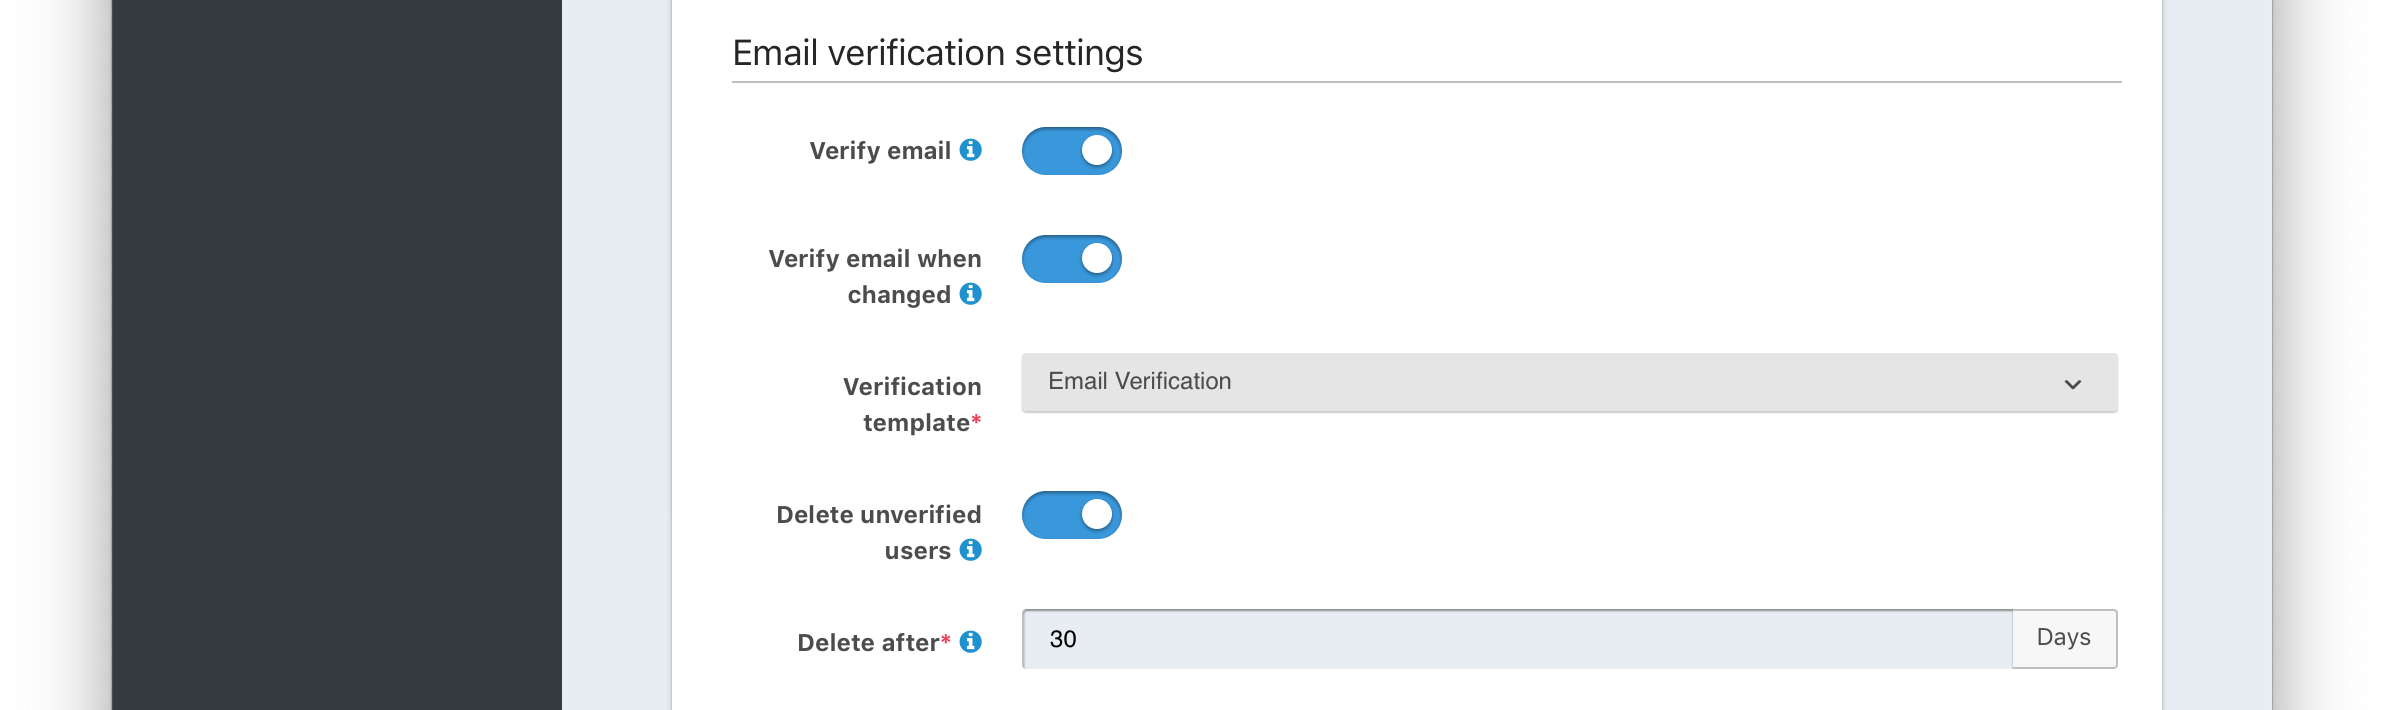 Email verification settings
Verify email
Verify email when
changed
Verification
template*
Email Verification
Delete unverified
users
Delete after*
30
Days